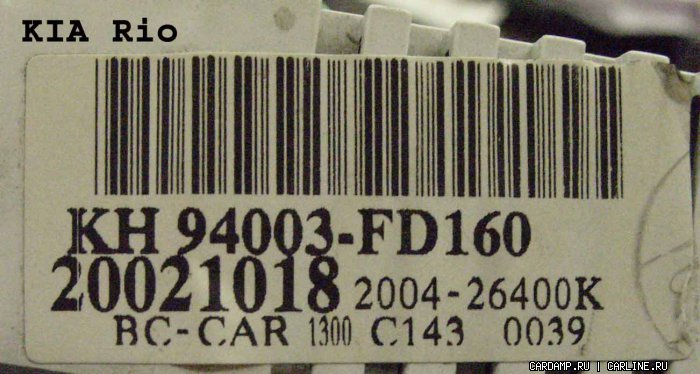 KIA Rio
KH 94003-FD160
20021018 2004-26400K
BC-CAR 1300 C143 0039
CARDAMP.RU | CARLINE.RU